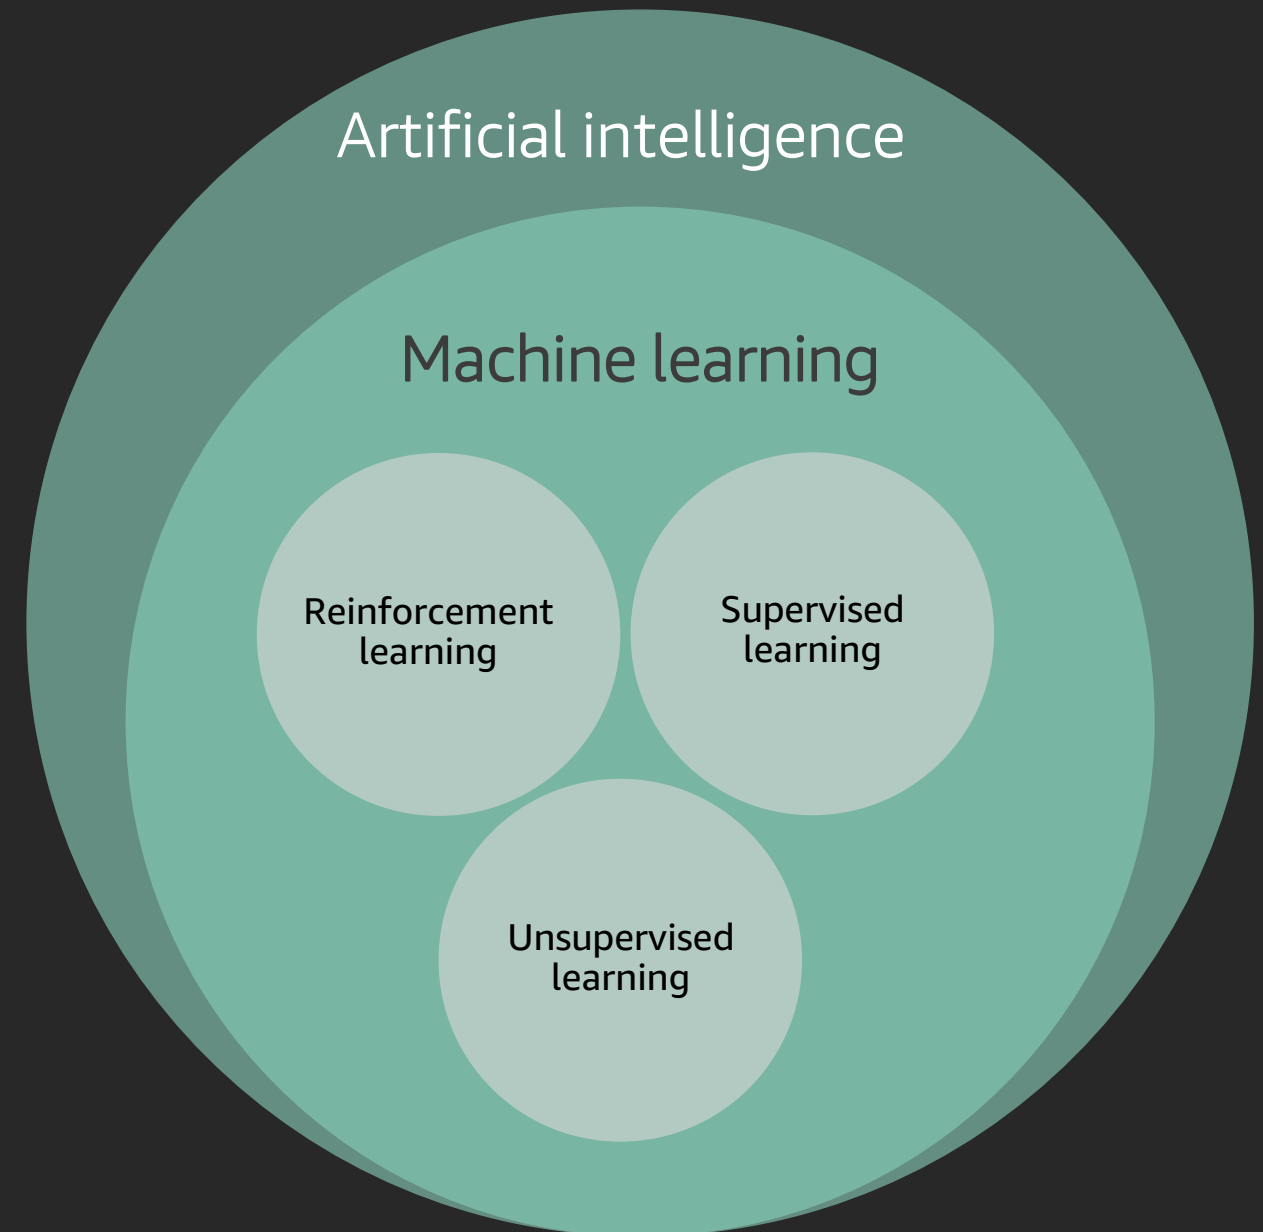 Artificial intelligence
Machine learning
Reinforcement
learning
Supervised
learning
Unsupervised
learning